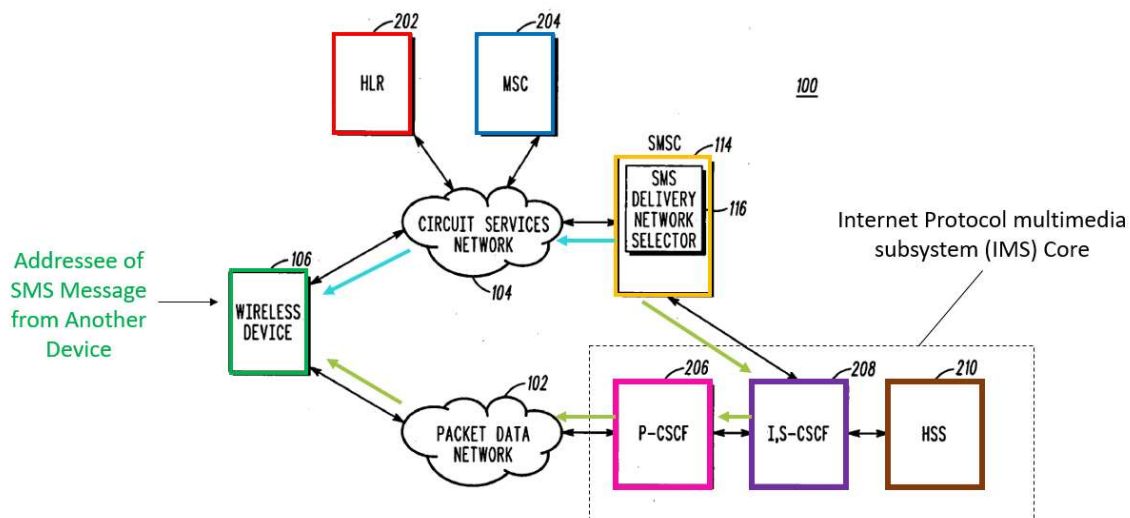 202
HLR
204
MSC
100
SMSC
114
SMS
DELIVERY
NETWORK
SELECTOR
116
CIRCUIT SERVICES
NETWORK
104
Internet Protocol multimedia
subsystem (IMS) Core
Addressee of
SMS Message
from Another
Device
106
WIRELESS
DEVICE
102
PACKET DATA
NETWORK
206
P-CSCF
208
I,S-CSCF
210
HSS